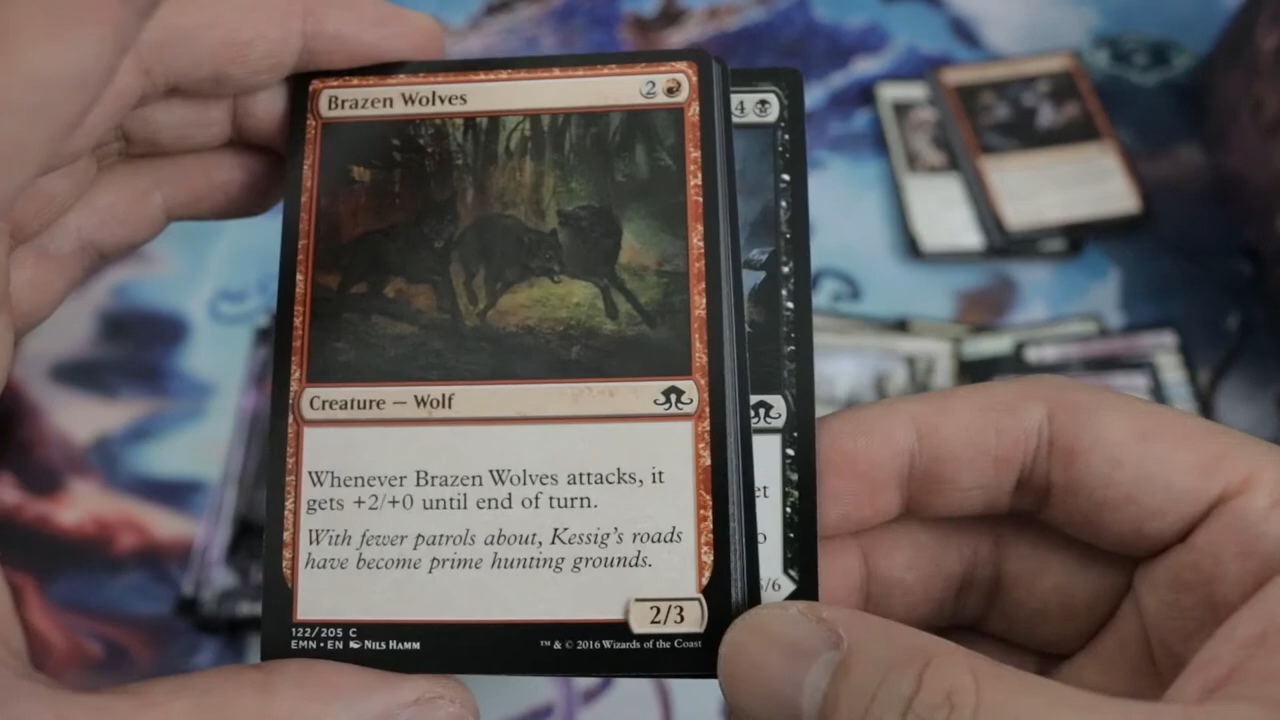 Brazen Wolves 2
4
Creature — Wolf
Whenever Brazen Wolves attacks, it
gets +2/+0 until end of turn.
With fewer patrols about, Kessig's roads
have become prime hunting grounds.
2/3
122/205 C
EMN • EN NILS HAMM
™ & © 2016 Wizards of the Coast
et
/6